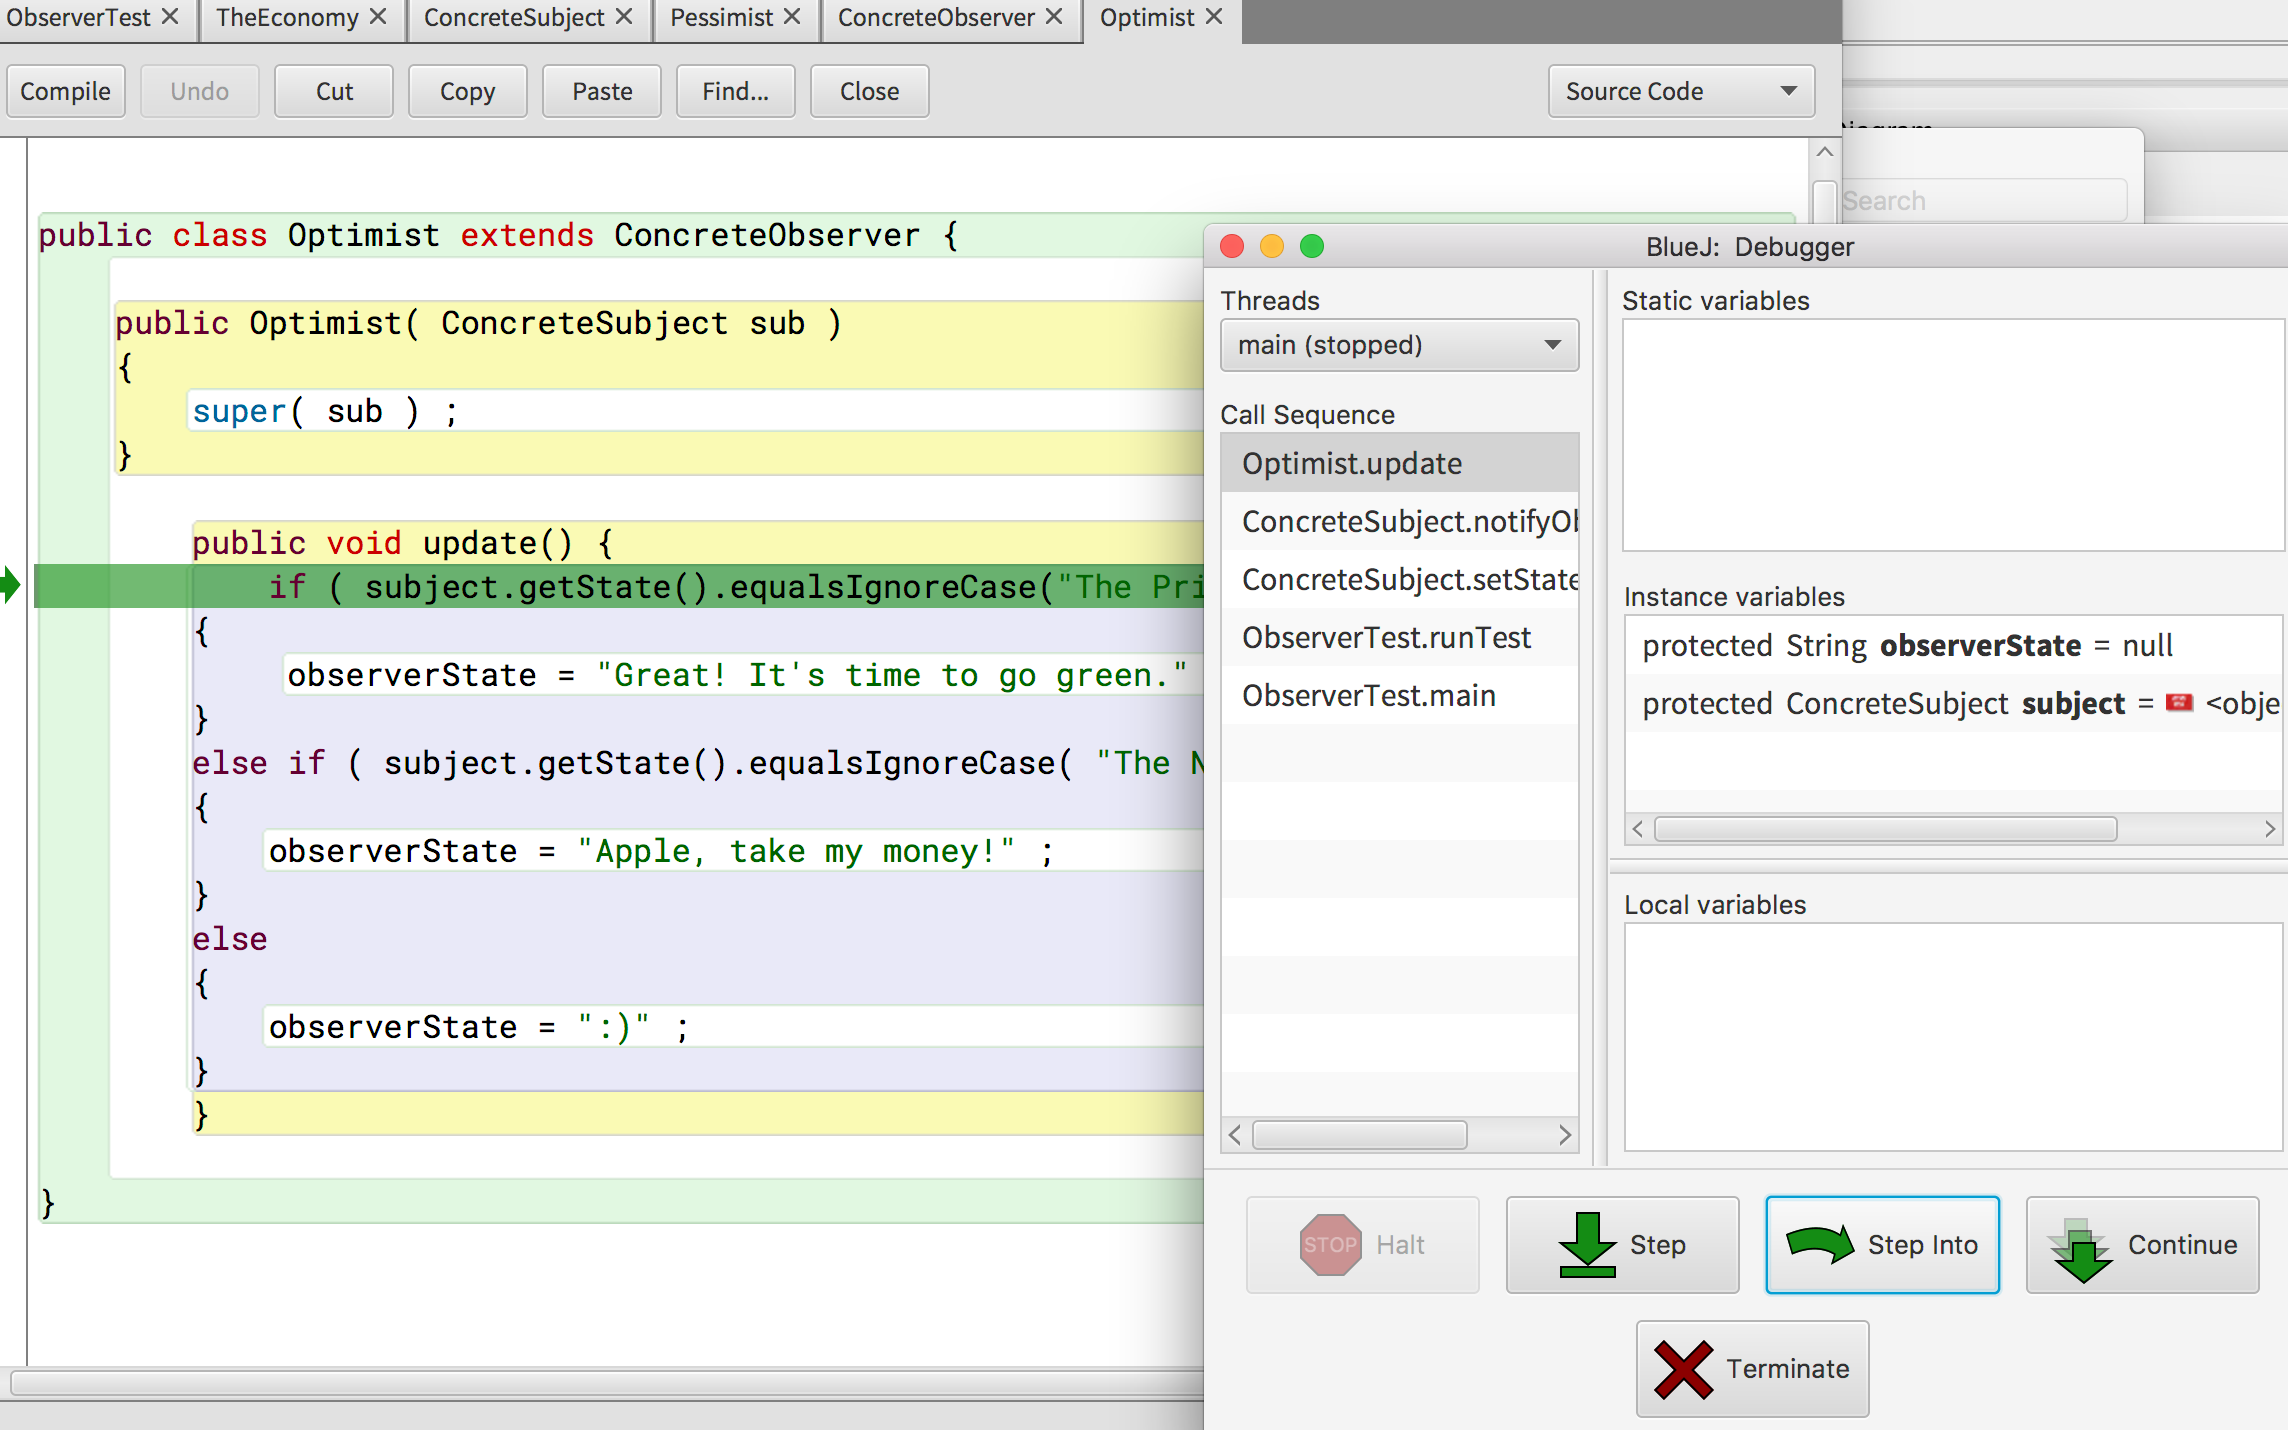 ObserverTest TheEconomy ConcreteSubject Pessimist ConcreteObserver Optimist
Compile Undo Cut Copy Paste Find... Close Source Code
Search
public class Optimist extends ConcreteObserver {
public Optimist( ConcreteSubject sub )
{
super( sub ) ;
}
public void update() {
if ( subject.getState().equalsIgnoreCase("The Pri
{
observerState = "Great! It's time to go green."
}
else if ( subject.getState().equalsIgnoreCase( "The N
{
observerState = "Apple, take my money!" ;
}
else
{
observerState = ":)" ;
}
}
}
BlueJ: Debugger
Threads
main (stopped)
Call Sequence
Optimist.update
ConcreteSubject.notifyOb
ConcreteSubject.setState
ObserverTest.runTest
ObserverTest.main
Static variables
Instance variables
protected String observerState = null
protected ConcreteSubject subject = <obje
Local variables
STOP Halt
Step
Step Into
Continue
Terminate